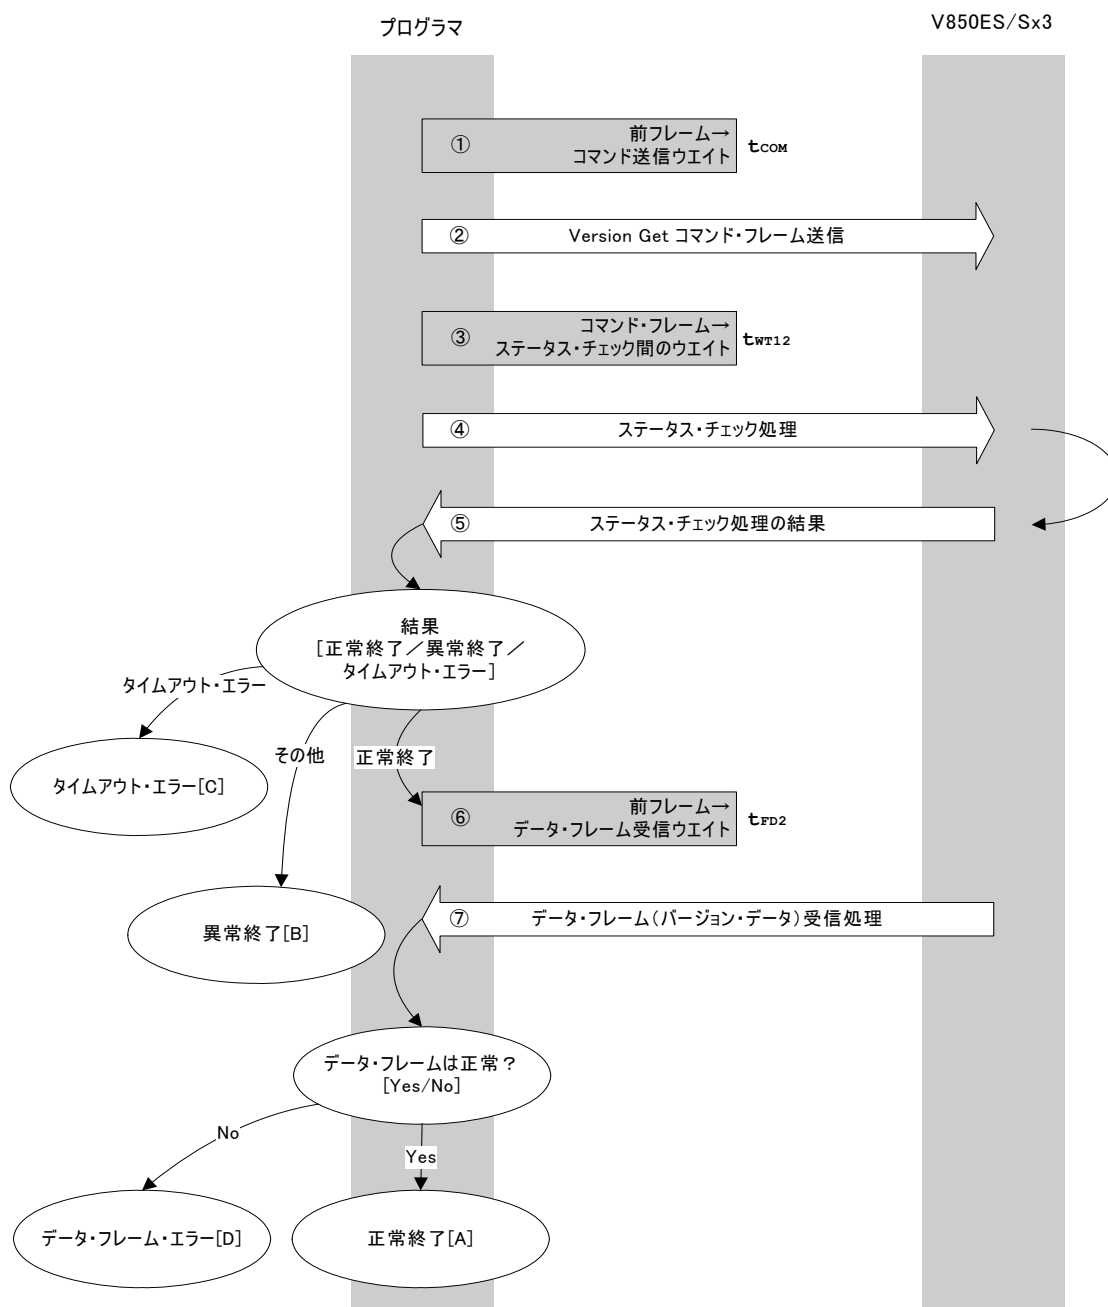 プログラマ
V850ES/Sx3
① 前フレーム→
コマンド送信ウエイト
tCOM
② Version Get コマンド・フレーム送信
③ コマンド・フレーム→
ステータス・チェック間のウエイト
tWT12
④ ステータス・チェック処理
⑤ ステータス・チェック処理の結果
結果
[正常終了／異常終了／
タイムアウト・エラー]
タイムアウト・エラー
その他
正常終了
タイムアウト・エラー[C]
⑥ 前フレーム→
データ・フレーム受信ウエイト
tFD2
異常終了[B]
⑦ データ・フレーム（バージョン・データ）受信処理
データ・フレームは正常？
[Yes/No]
No
Yes
データ・フレーム・エラー[D]
正常終了[A]